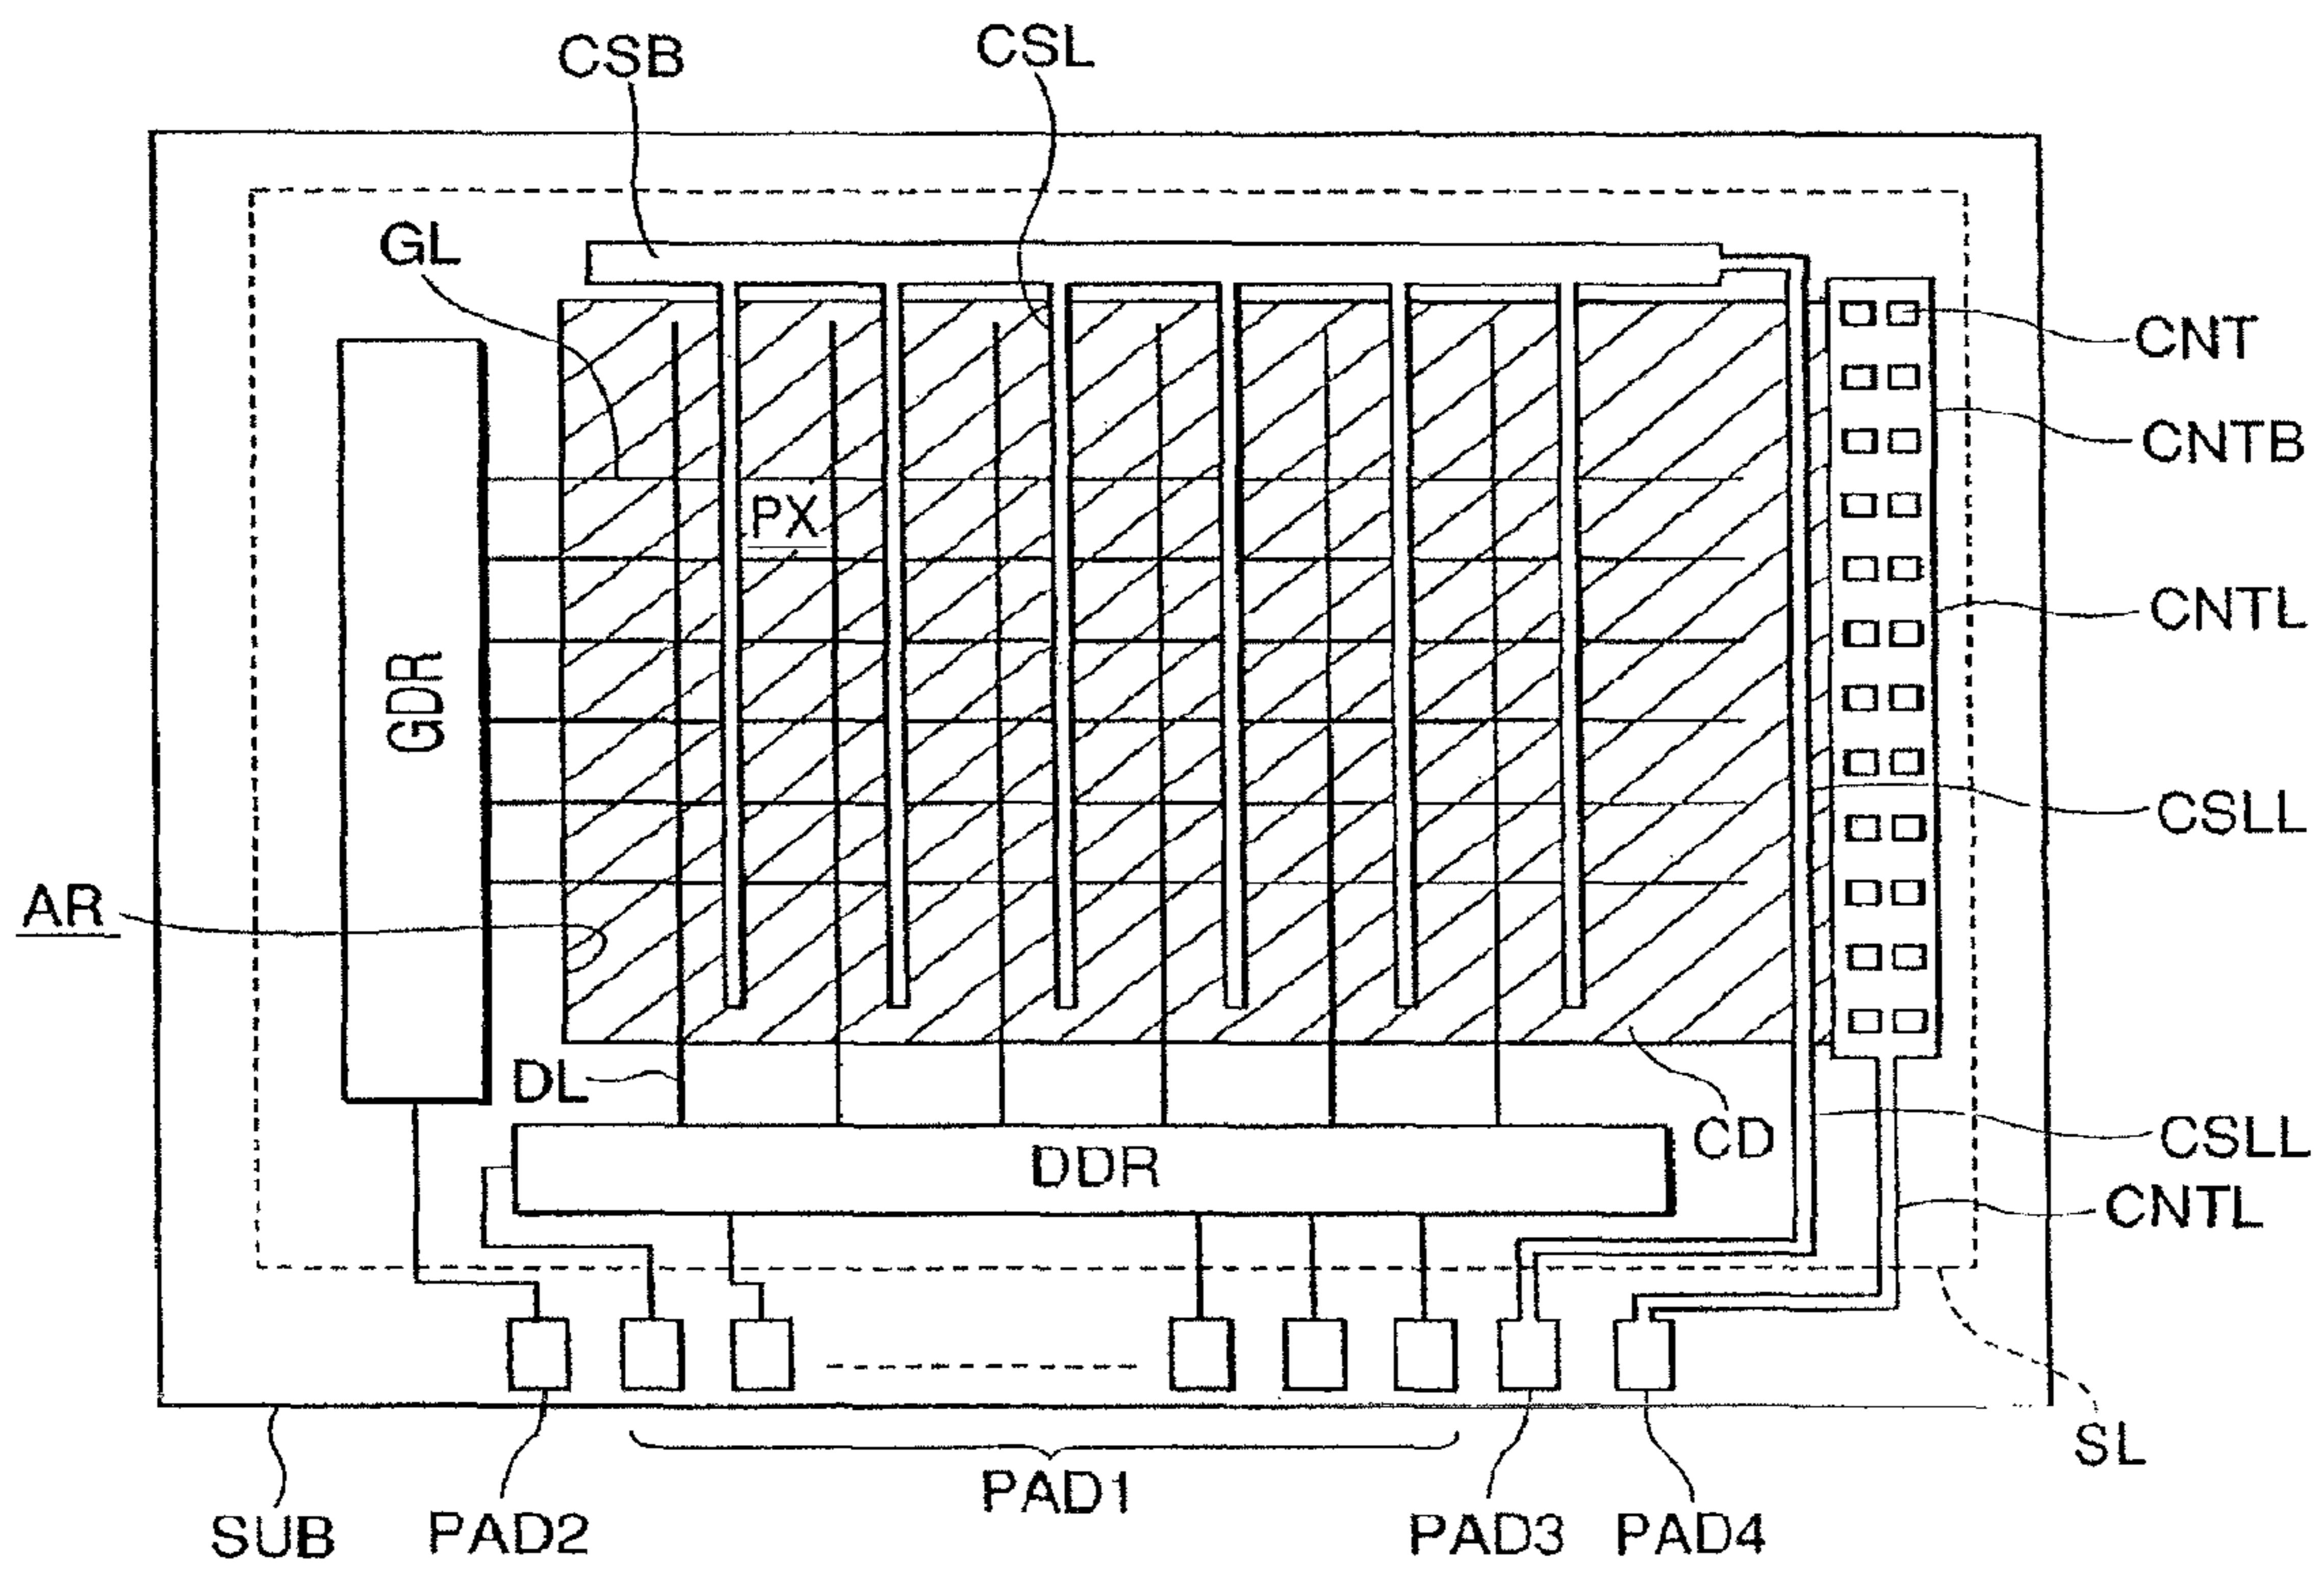 CSB
CSL
GL
CNT
CNTB
PX
CNTL
GDR
CSLL
AR
DL
CD
CSLL
DDR
CNTL
SL
PAD1
SUB
PAD2
PAD3
PAD4